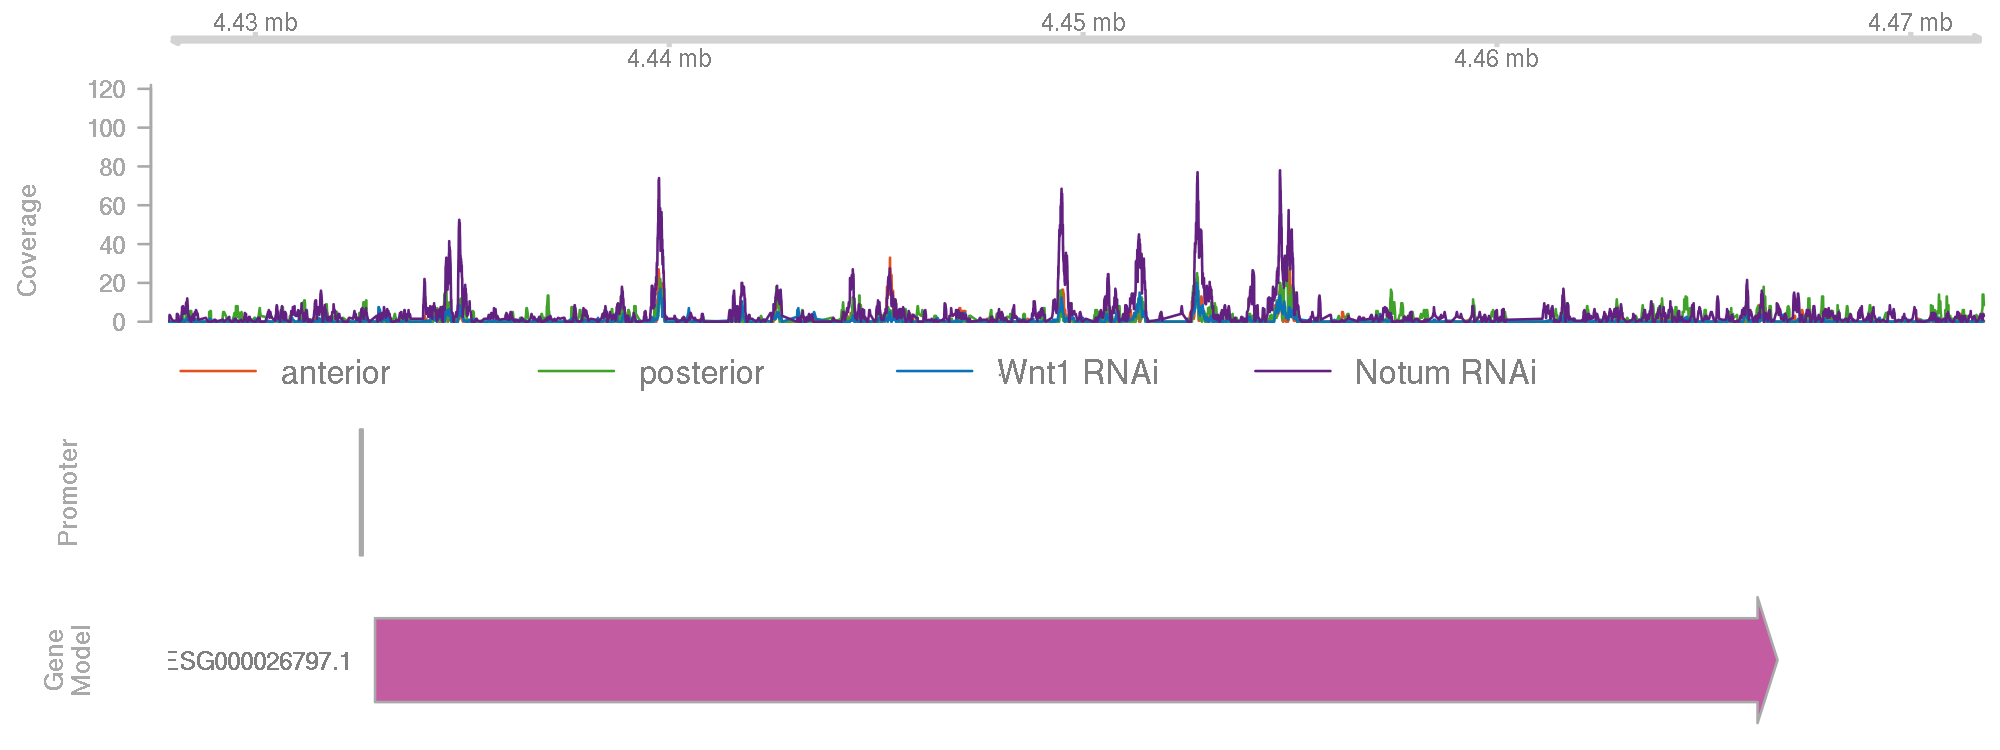 4.43 mb 4.45 mb 4.47 mb
4.44 mb 4.46 mb
120
100
80
60
40
20
0
Coverage
anterior posterior Wnt1 RNAi Notum RNAi
Promoter
Gene
Model
ESG000026797.1